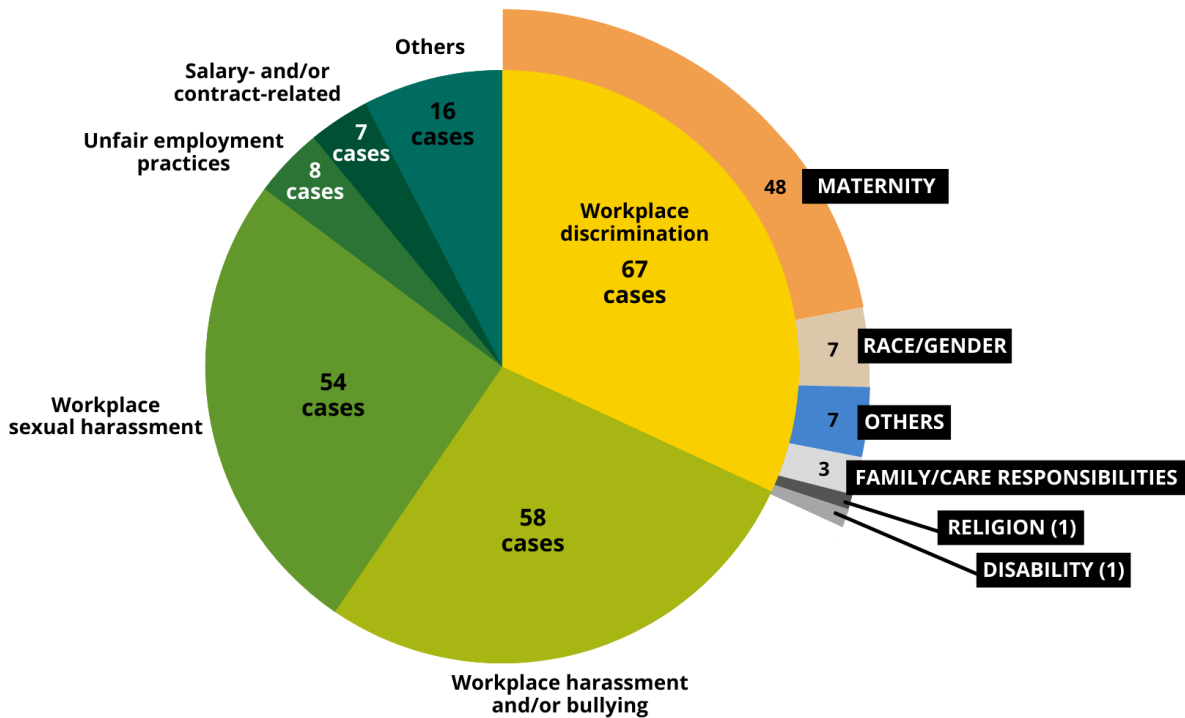 Others
16
cases
Salary- and/or
contract-related
7
cases
Unfair employment
practices
8
cases
Workplace
discrimination
67
cases
48
MATERNITY
7
RACE/GENDER
7
OTHERS
3
FAMILY/CARE RESPONSIBILITIES
RELIGION (1)
DISABILITY (1)
54
cases
Workplace
sexual harassment
58
cases
Workplace harassment
and/or bullying